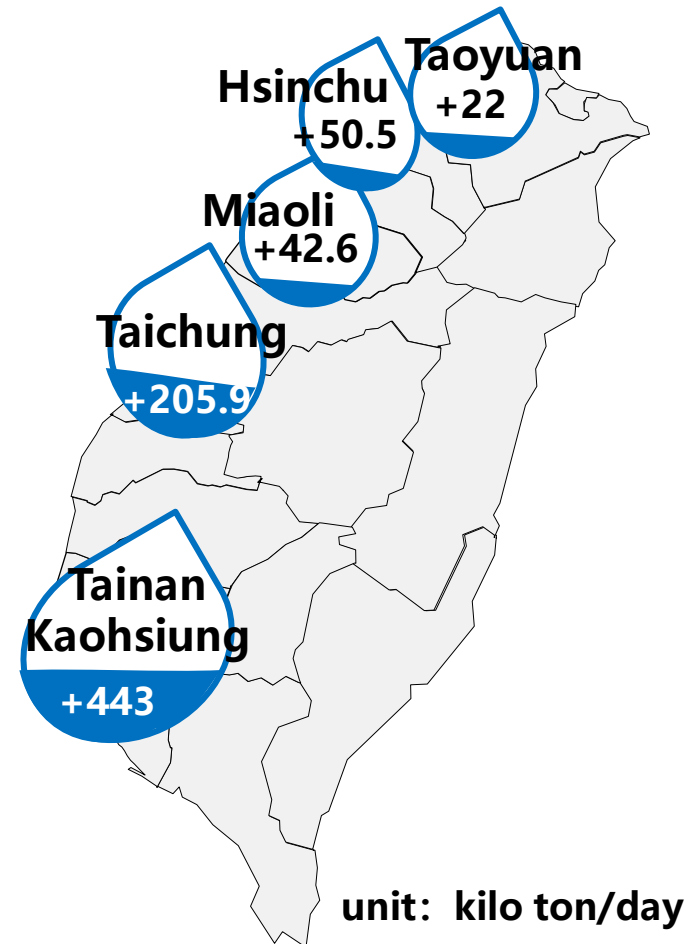 Taoyuan
+22
Hsinchu
+50.5
Miaoli
+42.6
Taichung
+205.9
Tainan
Kaohsiung
+443
unit：kilo ton/day